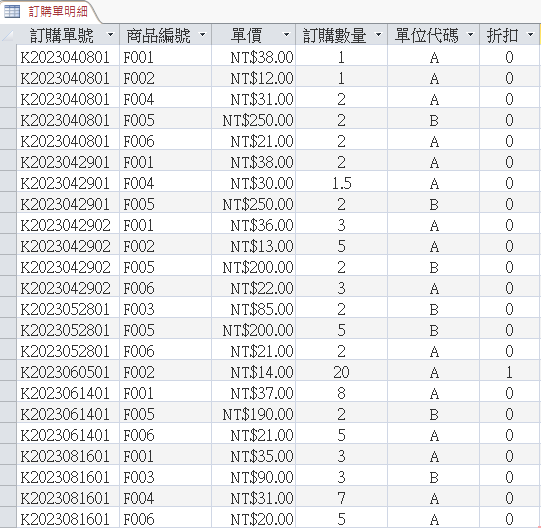 訂購單明細
訂購單號 商品編號 單價 訂購數量 單位代碼 折扣
K2023040801 F001 NT$38.00 1 A 0
K2023040801 F002 NT$12.00 1 A 0
K2023040801 F004 NT$31.00 2 A 0
K2023040801 F005 NT$250.00 2 B 0
K2023040801 F006 NT$21.00 2 A 0
K2023042901 F001 NT$38.00 2 A 0
K2023042901 F004 NT$30.00 1.5 A 0
K2023042901 F005 NT$250.00 2 B 0
K2023042902 F001 NT$36.00 3 A 0
K2023042902 F002 NT$13.00 5 A 0
K2023042902 F005 NT$200.00 2 B 0
K2023042902 F006 NT$22.00 3 A 0
K2023052801 F003 NT$85.00 2 B 0
K2023052801 F005 NT$200.00 5 B 0
K2023052801 F006 NT$21.00 2 A 0
K2023060501 F002 NT$14.00 20 A 1
K2023061401 F001 NT$37.00 8 A 0
K2023061401 F005 NT$190.00 2 B 0
K2023061401 F006 NT$21.00 5 A 0
K2023081601 F001 NT$35.00 3 A 0
K2023081601 F003 NT$90.00 3 B 0
K2023081601 F004 NT$31.00 7 A 0
K2023081601 F006 NT$20.00 5 A 0